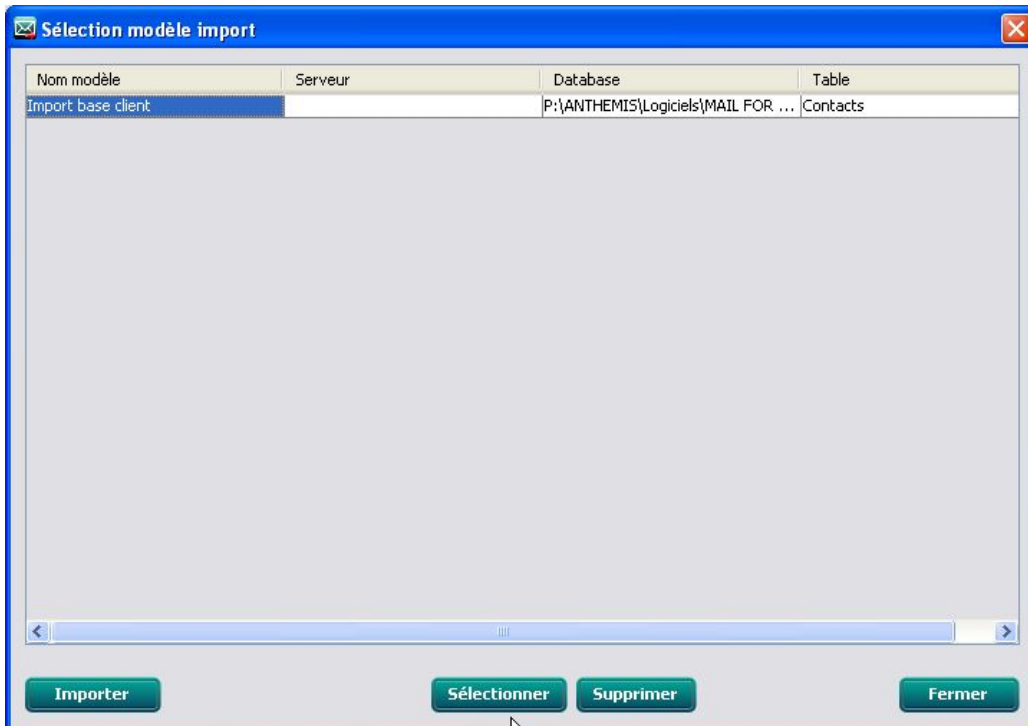 Sélection modèle import
Nom modèle Serveur Database Table
Import base client P:\ANTHEMIS\Logiciels\MAIL FOR ... Contacts
Importer Sélectionner Supprimer Fermer